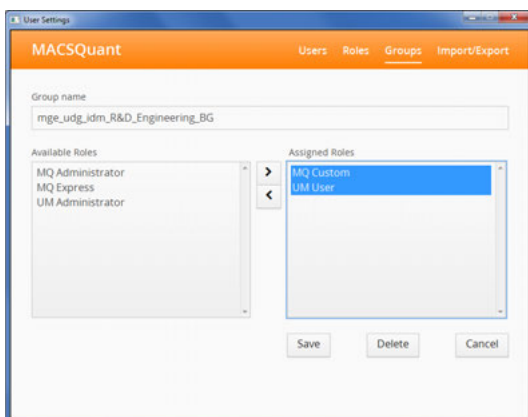 User Settings
MACSQuant
Users Roles Groups Import/Export
Group name
mge_udg_idm_R&D_Engineering_BG
Available Roles
MQ Administrator
MQ Express
UM Administrator
Assigned Roles
MQ Custom
UM User
Save Delete Cancel